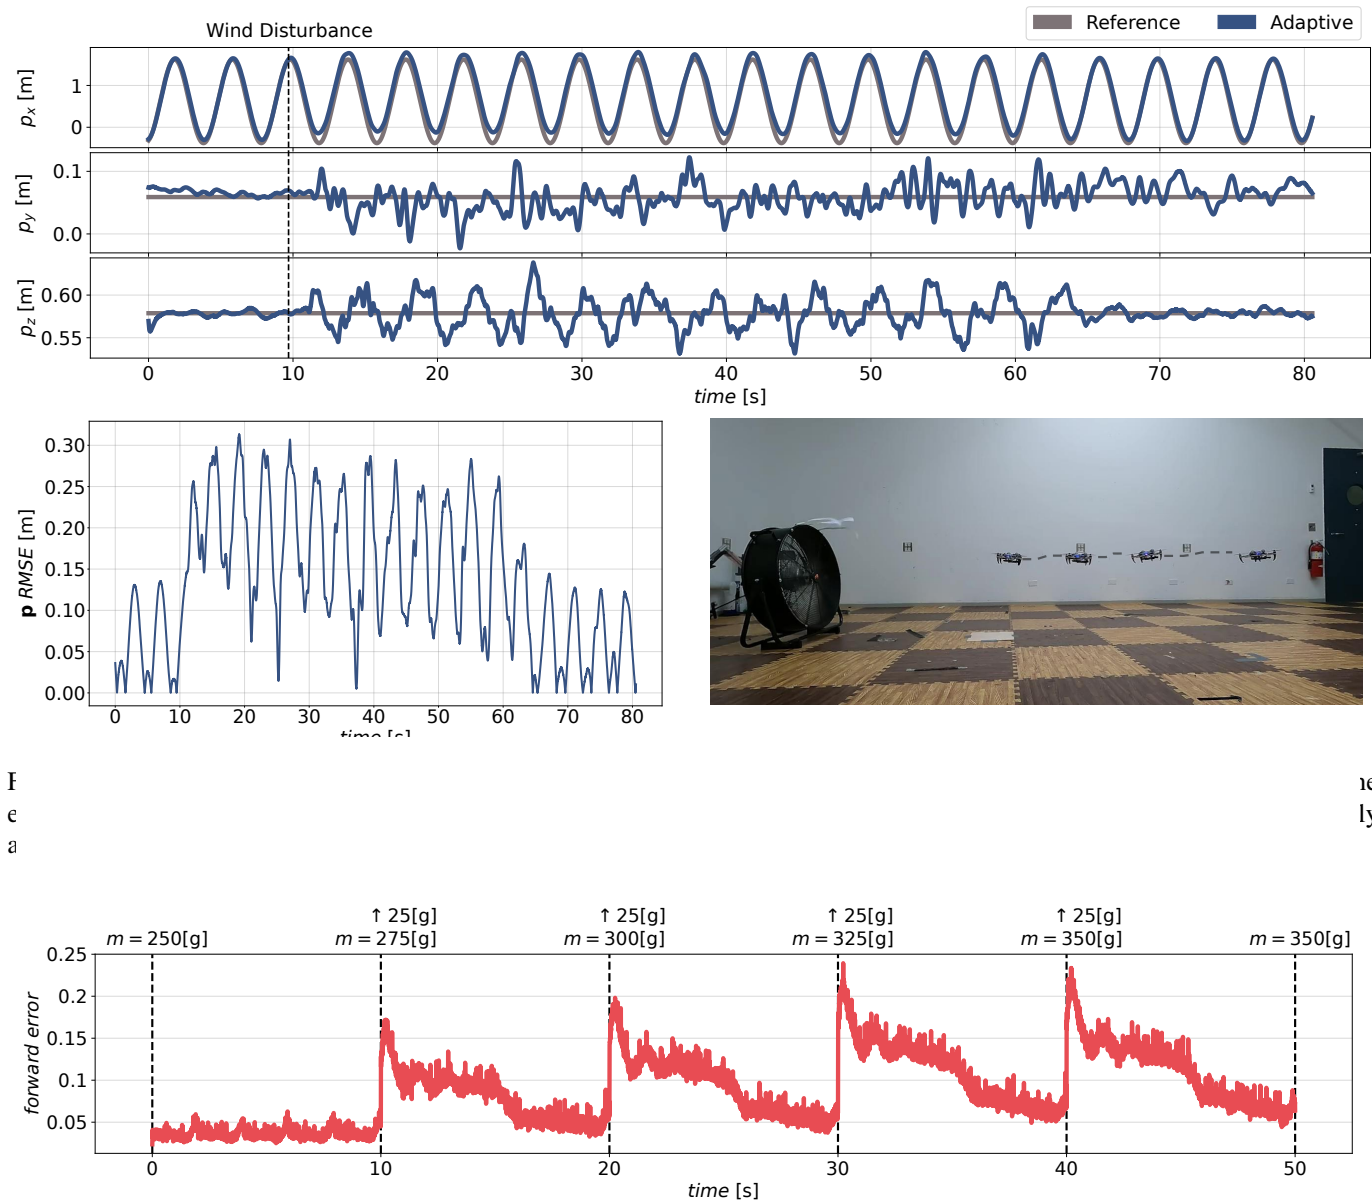 Reference Adaptive
Wind Disturbance
p_x [m]
1
0
p_y [m]
0.1
0.0
p_z [m]
0.60
0.55
0 10 20 30 40 50 60 70 80
time [s]
p RMSE [m]
0.30
0.25
0.20
0.15
0.10
0.05
0.00
0 10 20 30 40 50 60 70 80
time [s]
e
a
↑ 25[g] ↑ 25[g] ↑ 25[g] ↑ 25[g]
m = 250[g] m = 275[g] m = 300[g] m = 325[g] m = 350[g] m = 350[g]
forward error
0.25
0.2
0.15
0.1
0.05
0 10 20 30 40 50
time [s]